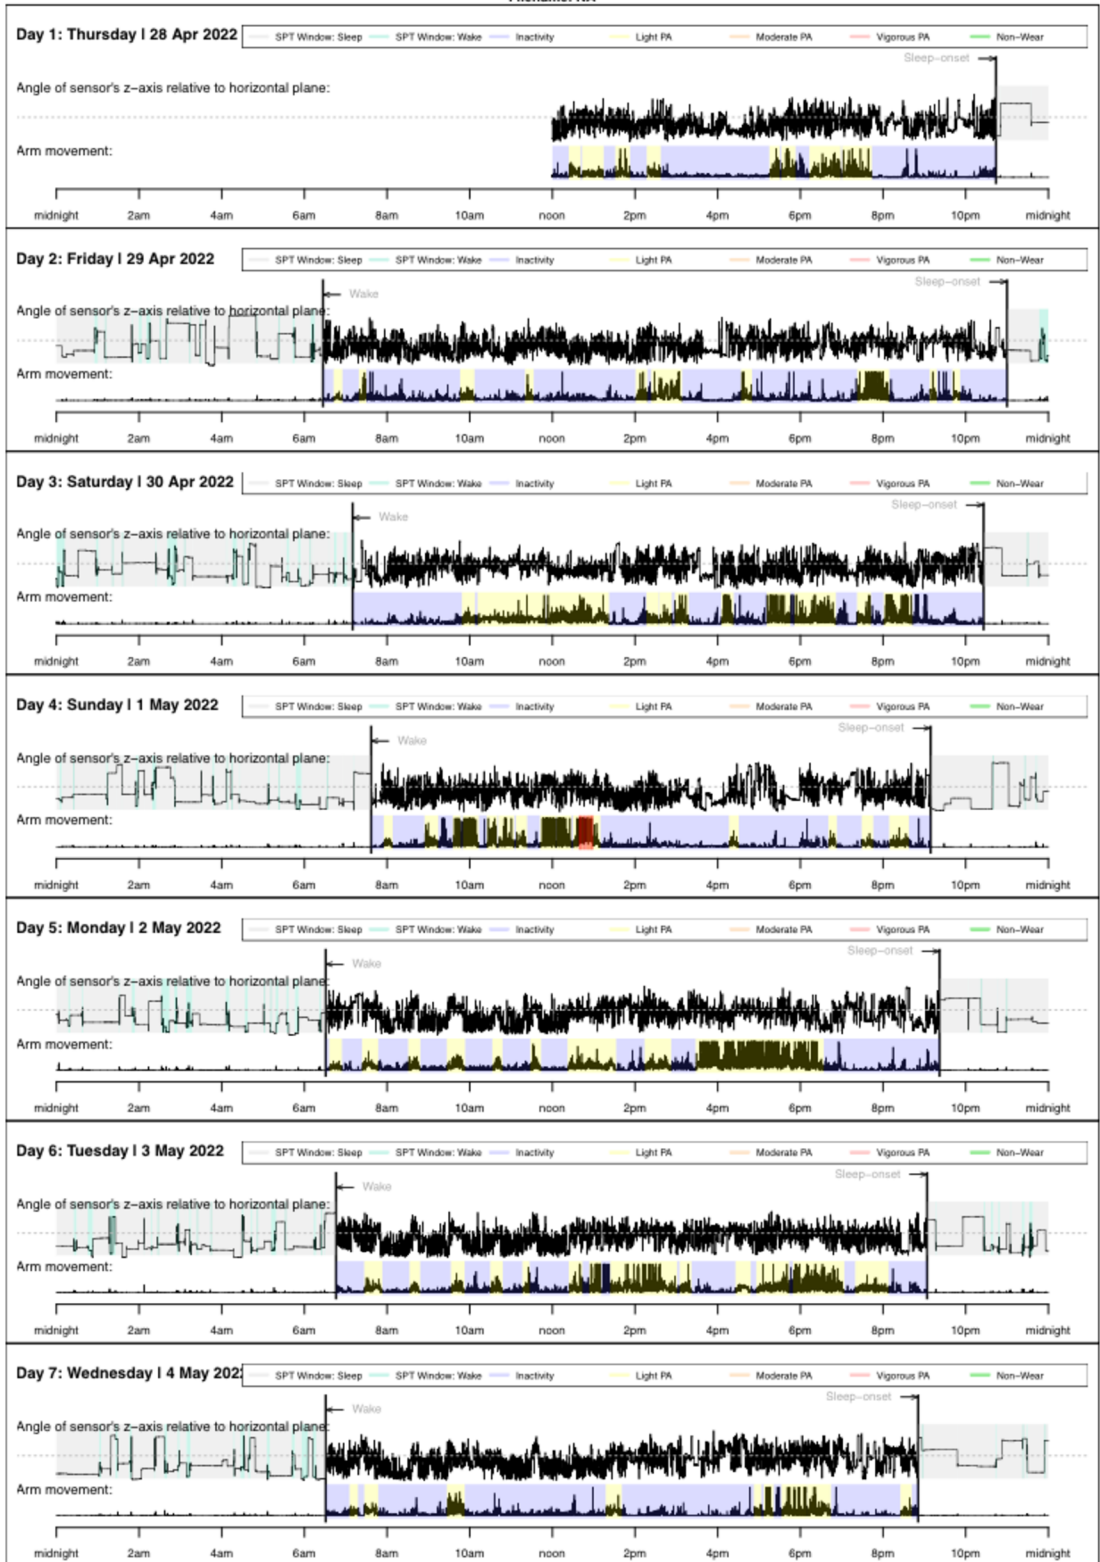 Day 1: Thursday | 28 Apr 2022 SPT Window: Sleep SPT Window: Wake Inactivity Light PA Moderate PA Vigorous PA Non-Wear
Sleep-onset
Angle of sensor's z-axis relative to horizontal plane:
Arm movement:
midnight 2am 4am 6am 8am 10am noon 2pm 4pm 6pm 8pm 10pm midnight
Day 2: Friday | 29 Apr 2022 SPT Window: Sleep SPT Window: Wake Inactivity Light PA Moderate PA Vigorous PA Non-Wear
Sleep-onset
Wake
Angle of sensor's z-axis relative to horizontal plane:
Arm movement:
midnight 2am 4am 6am 8am 10am noon 2pm 4pm 6pm 8pm 10pm midnight
Day 3: Saturday | 30 Apr 2022 SPT Window: Sleep SPT Window: Wake Inactivity Light PA Moderate PA Vigorous PA Non-Wear
Sleep-onset
Wake
Angle of sensor's z-axis relative to horizontal plane:
Arm movement:
midnight 2am 4am 6am 8am 10am noon 2pm 4pm 6pm 8pm 10pm midnight
Day 4: Sunday | 1 May 2022 SPT Window: Sleep SPT Window: Wake Inactivity Light PA Moderate PA Vigorous PA Non-Wear
Sleep-onset
Wake
Angle of sensor's z-axis relative to horizontal plane:
Arm movement:
midnight 2am 4am 6am 8am 10am noon 2pm 4pm 6pm 8pm 10pm midnight
Day 5: Monday | 2 May 2022 SPT Window: Sleep SPT Window: Wake Inactivity Light PA Moderate PA Vigorous PA Non-Wear
Sleep-onset
Wake
Angle of sensor's z-axis relative to horizontal plane:
Arm movement:
midnight 2am 4am 6am 8am 10am noon 2pm 4pm 6pm 8pm 10pm midnight
Day 6: Tuesday | 3 May 2022 SPT Window: Sleep SPT Window: Wake Inactivity Light PA Moderate PA Vigorous PA Non-Wear
Sleep-onset
Wake
Angle of sensor's z-axis relative to horizontal plane:
Arm movement:
midnight 2am 4am 6am 8am 10am noon 2pm 4pm 6pm 8pm 10pm midnight
Day 7: Wednesday | 4 May 2022 SPT Window: Sleep SPT Window: Wake Inactivity Light PA Moderate PA Vigorous PA Non-Wear
Sleep-onset
Wake
Angle of sensor's z-axis relative to horizontal plane:
Arm movement:
midnight 2am 4am 6am 8am 10am noon 2pm 4pm 6pm 8pm 10pm midnight